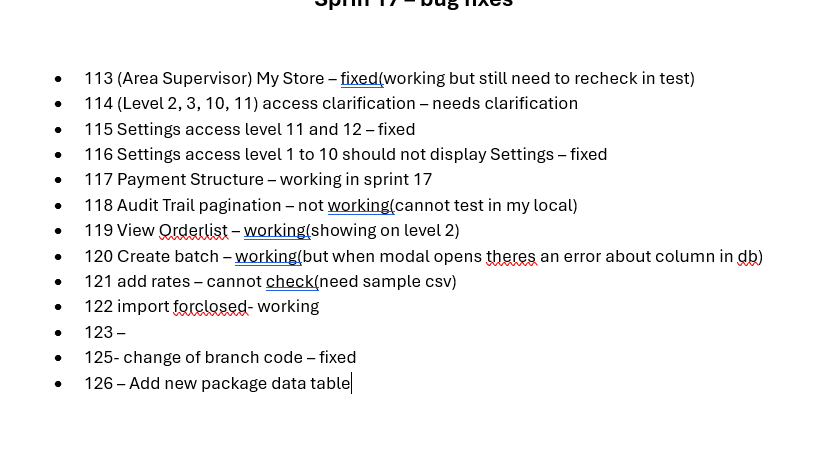 Sprint 17 – bug fixes
113 (Area Supervisor) My Store – fixed(working but still need to recheck in test)
114 (Level 2, 3, 10, 11) access clarification – needs clarification
115 Settings access level 11 and 12 – fixed
116 Settings access level 1 to 10 should not display Settings – fixed
117 Payment Structure – working in sprint 17
118 Audit Trail pagination – not working(cannot test in my local)
119 View Orderlist – working(showing on level 2)
120 Create batch – working(but when modal opens theres an error about column in db)
121 add rates – cannot check(need sample csv)
122 import forclosed- working
123 –
125- change of branch code – fixed
126 – Add new package data table